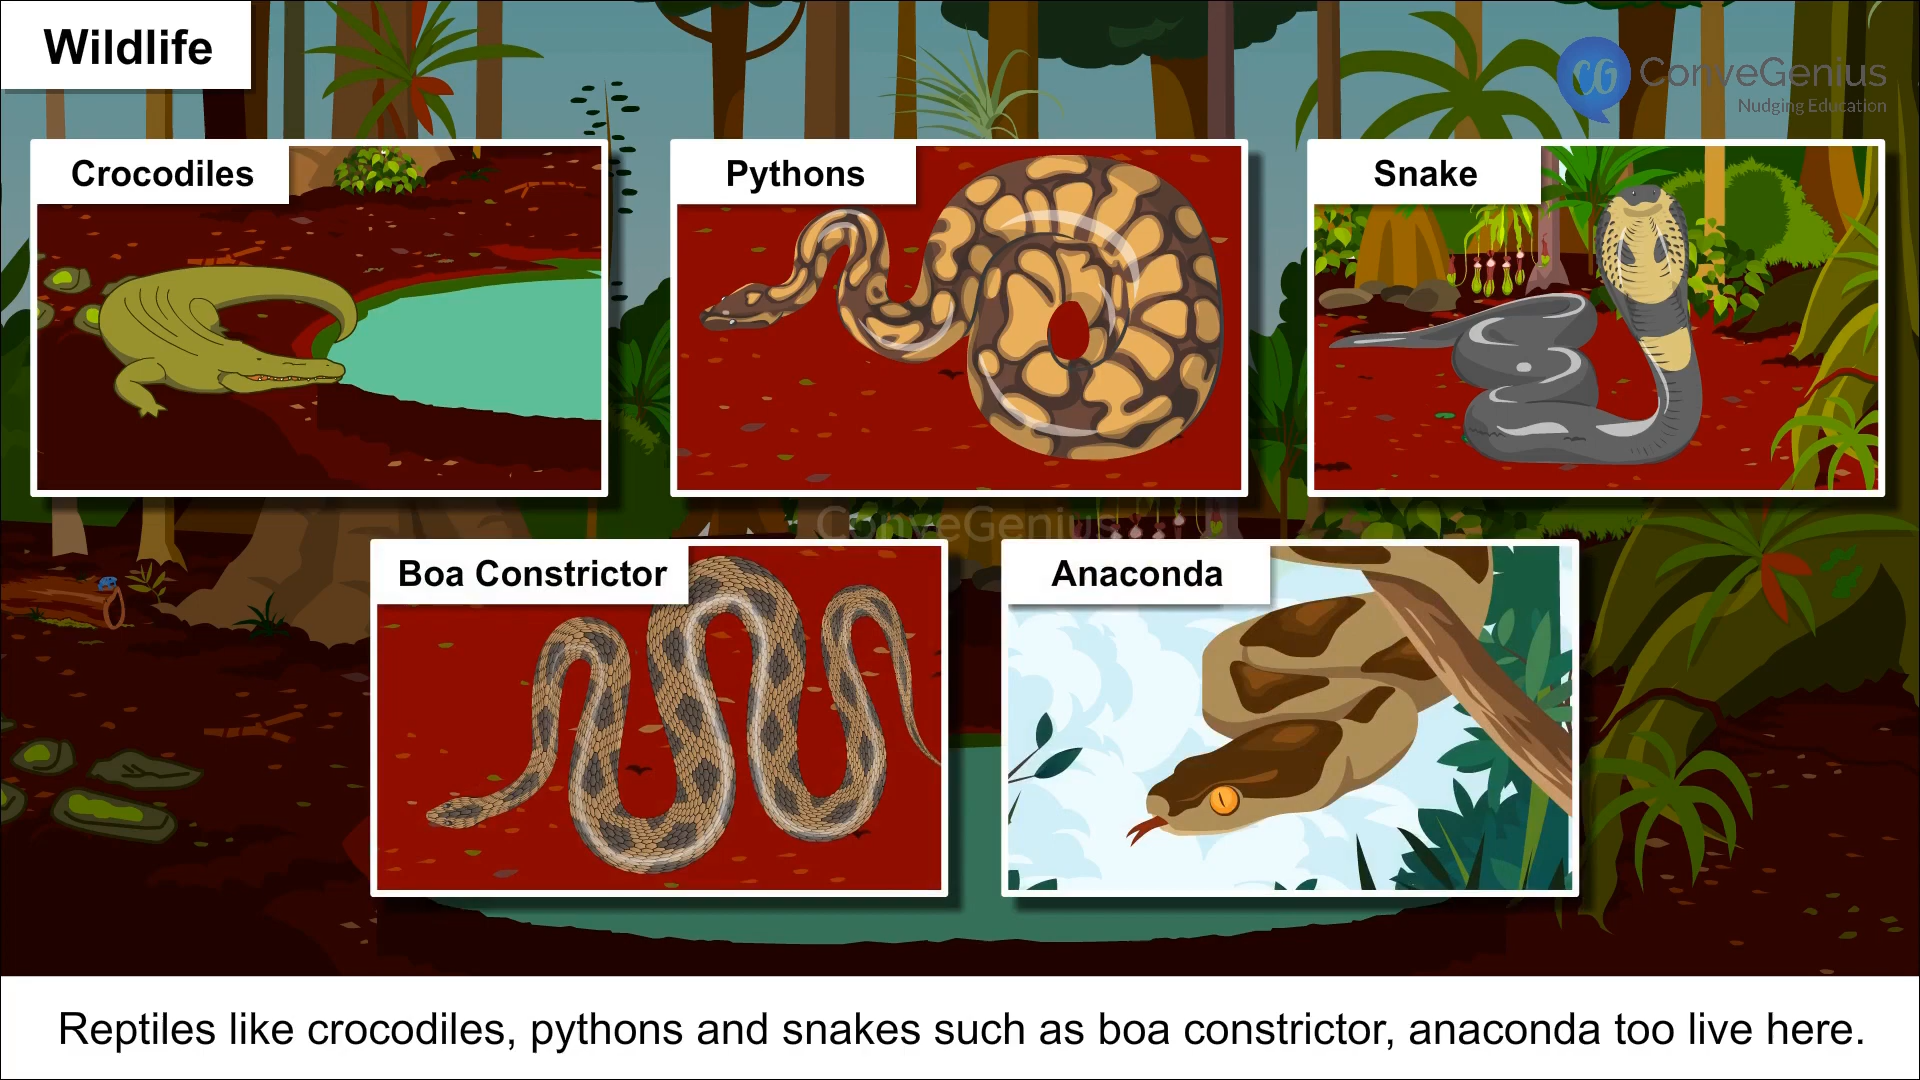 Wildlife
CG ConveGenius
Nudging Education
Crocodiles
Pythons
Snake
ConveGenius
Boa Constrictor
Anaconda
Reptiles like crocodiles, pythons and snakes such as boa constrictor, anaconda too live here.